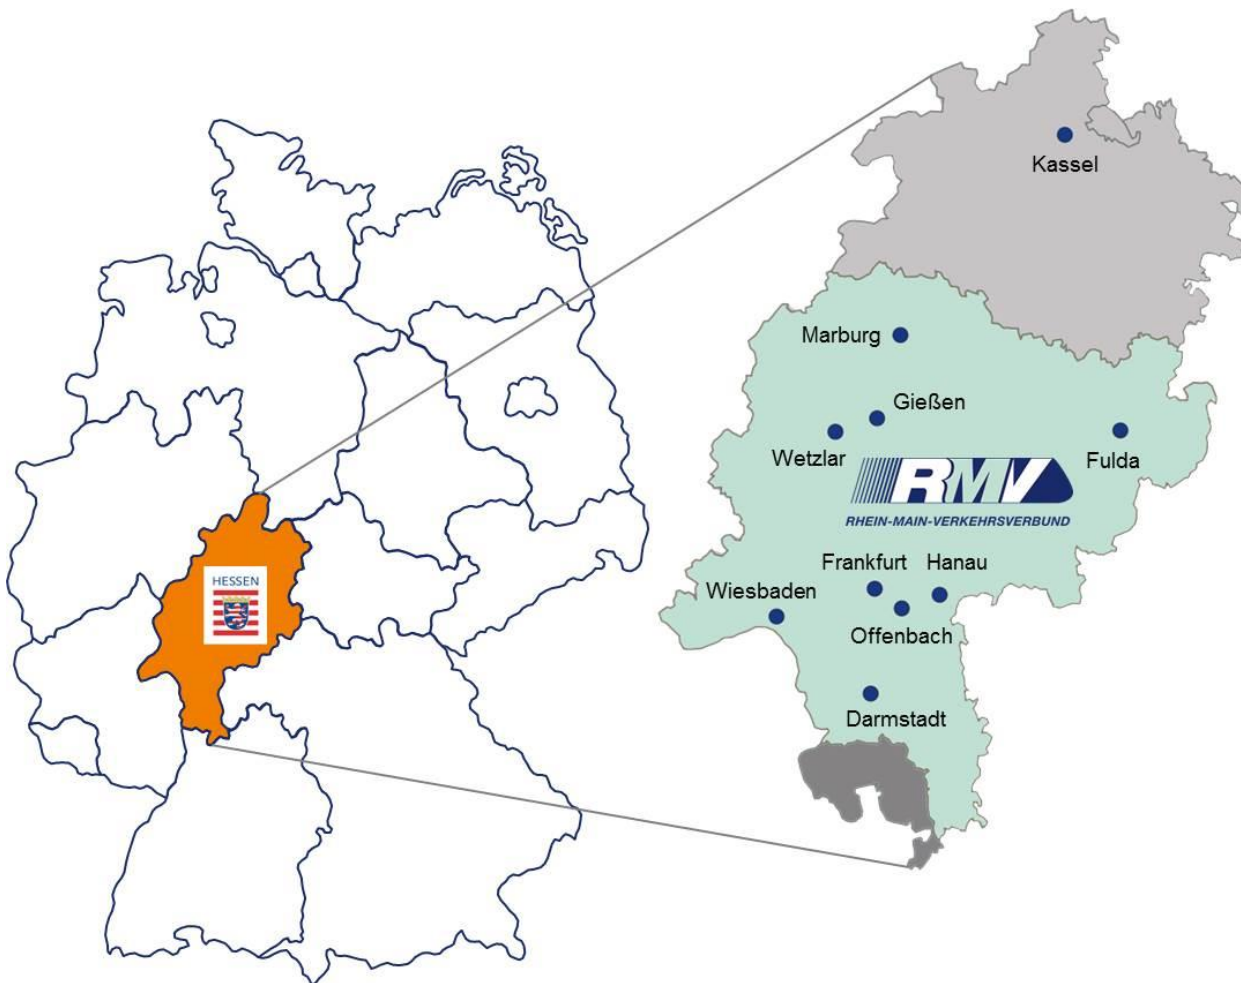 HESSEN
Kassel
Marburg
Gießen
Wetzlar
Fulda
RMV
RHEIN-MAIN-VERKEHRSVERBUND
Frankfurt
Hanau
Wiesbaden
Offenbach
Darmstadt